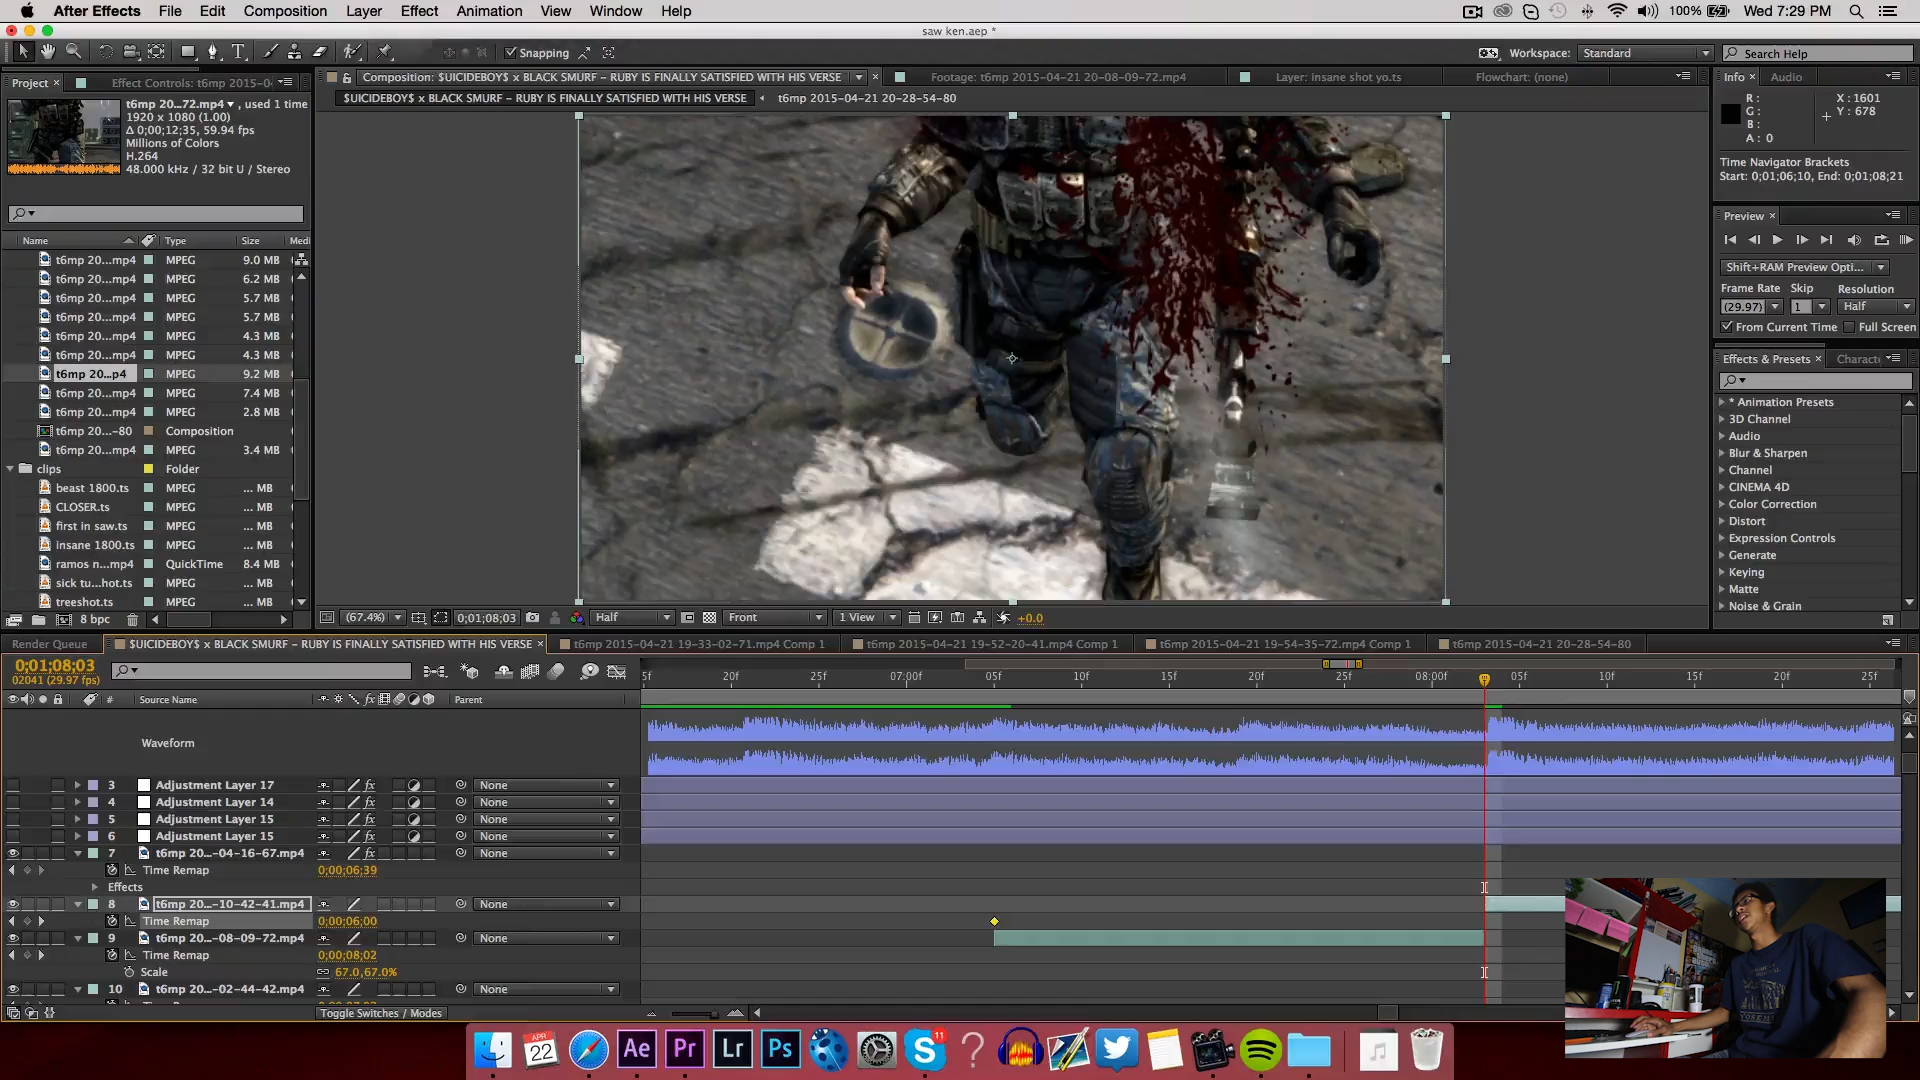 After Effects File Edit Composition Layer Effect Animation View Window Help 100% Wed 7:29 PM
saw ken.aep *
Snapping Workspace: Standard Search Help
Project Effect Controls: t6mp 2015-0
Composition: $UICIDEBOY$ x BLACK SMURF – RUBY IS FINALLY SATISFIED WITH HIS VERSE Footage: t6mp 2015-04-21 20-08-09-72.mp4 Layer: insane shot yo.ts Flowchart: (none)
$UICIDEBOY$ x BLACK SMURF – RUBY IS FINALLY SATISFIED WITH HIS VERSE t6mp 2015-04-21 20-28-54-80
t6mp 20...72.mp4 , used 1 time
1920 x 1080 (1.00)
Δ 0;00;12;35, 59.94 fps
Millions of Colors
H.264
48.000 kHz / 32 bit U / Stereo
Name Type Size Medi
t6mp 20...mp4 MPEG 9.0 MB
t6mp 20...mp4 MPEG 6.2 MB
t6mp 20...mp4 MPEG 5.7 MB
t6mp 20...mp4 MPEG 5.7 MB
t6mp 20...mp4 MPEG 4.3 MB
t6mp 20...mp4 MPEG 4.3 MB
t6mp 20...p4 MPEG 9.2 MB
t6mp 20...mp4 MPEG 7.4 MB
t6mp 20...mp4 MPEG 2.8 MB
t6mp 20...-80 Composition
t6mp 20...mp4 MPEG 3.4 MB
clips Folder
beast 1800.ts MPEG ... MB
CLOSER.ts MPEG ... MB
first in saw.ts MPEG ... MB
insane 1800.ts MPEG ... MB
ramos n...mp4 QuickTime 8.4 MB
sick tu...hot.ts MPEG ... MB
treeshot.ts MPEG ... MB
8 bpc
(67.4%) 0;01;08;03 Half Front 1 View +0.0
Info Audio
R : X : 1601
G : Y : 678
B :
A : 0
Time Navigator Brackets
Start: 0;01;06;10, End: 0;01;08;21
Preview
Shift+RAM Preview Opti...
Frame Rate Skip Resolution
(29.97) 1 Half
From Current Time Full Screen
Effects & Presets Characte
* Animation Presets
3D Channel
Audio
Blur & Sharpen
Channel
CINEMA 4D
Color Correction
Distort
Expression Controls
Generate
Keying
Matte
Noise & Grain
Render Queue $UICIDEBOY$ x BLACK SMURF – RUBY IS FINALLY SATISFIED WITH HIS VERSE t6mp 2015-04-21 19-33-02-71.mp4 Comp 1 t6mp 2015-04-21 19-52-20-41.mp4 Comp 1 t6mp 2015-04-21 19-54-35-72.mp4 Comp 1 t6mp 2015-04-21 20-28-54-80
0;01;08;03
02041 (29.97 fps)
5f 20f 25f 07:00f 05f 10f 15f 20f 25f 08:00f 05f 10f 15f 20f 25f
# Source Name Parent
Waveform
3 Adjustment Layer 17 None
4 Adjustment Layer 14 None
5 Adjustment Layer 15 None
6 Adjustment Layer 15 None
7 t6mp 20...-04-16-67.mp4 None
Time Remap 0;00;06;39
Effects
8 t6mp 20...-10-42-41.mp4 None
Time Remap 0;00;06;00
9 t6mp 20...-08-09-72.mp4 None
Time Remap 0;00;08;02
Scale 67.0,67.0%
10 t6mp 20...-02-44-42.mp4 None
Toggle Switches / Modes
APR
22
Ae
Pr
Lr
Ps
11